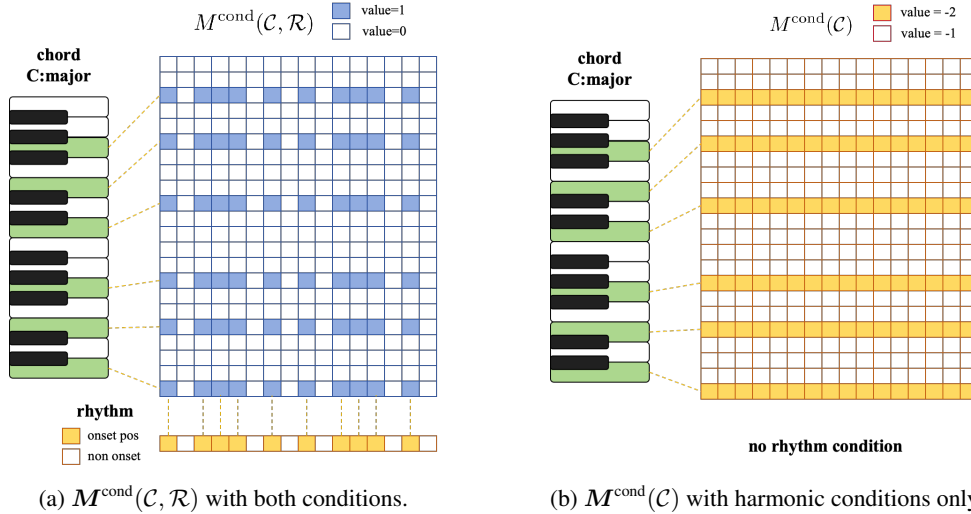 M^cond(C, R)
value=1
value=0
chord
C:major
rhythm
onset pos
non onset
(a) M^cond(C, R) with both conditions.
M^cond(C)
value = -2
value = -1
chord
C:major
no rhythm condition
(b) M^cond(C) with harmonic conditions only